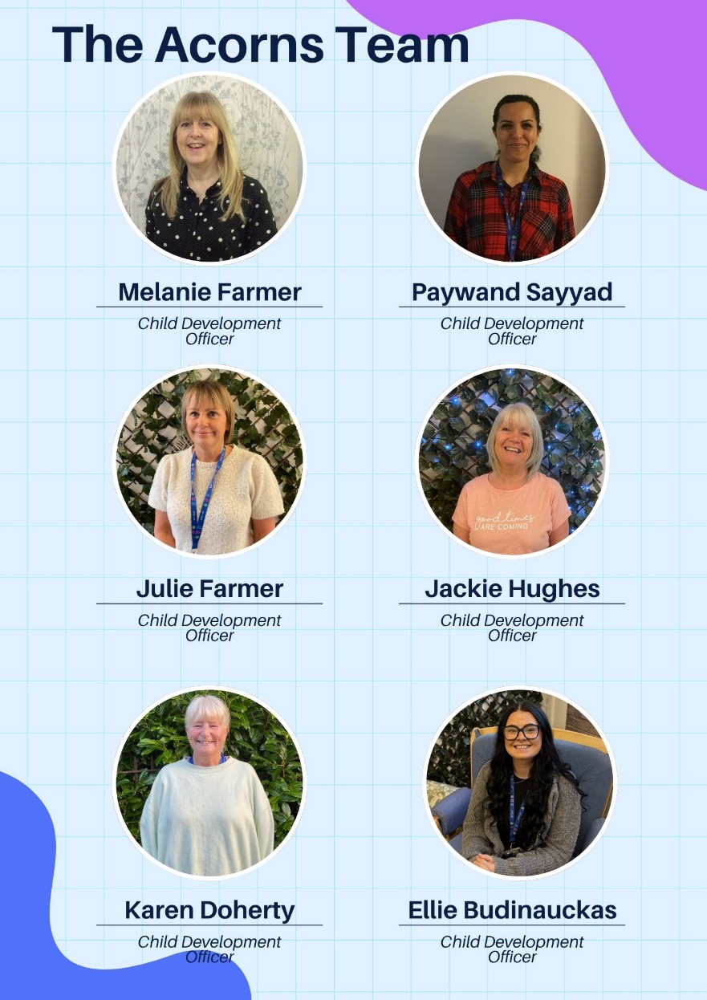 The Acorns Team
Melanie Farmer
Child Development
Officer
Paywand Sayyad
Child Development
Officer
good times
ARE COMING
Julie Farmer
Child Development
Officer
Jackie Hughes
Child Development
Officer
Karen Doherty
Child Development
Officer
Ellie Budinauckas
Child Development
Officer